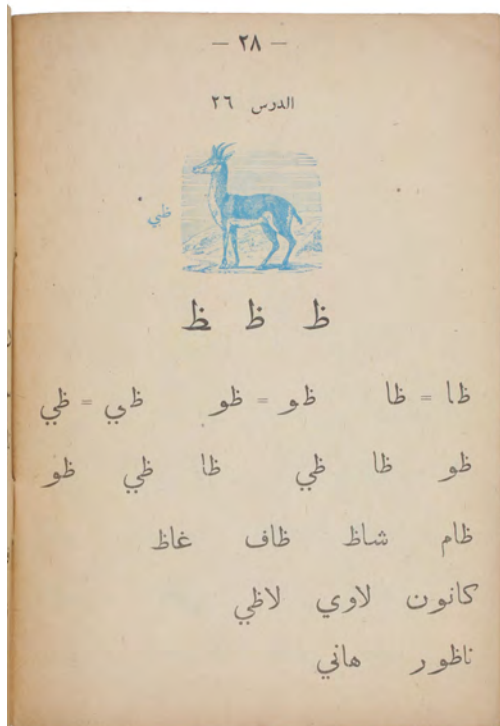 — ٢٨ —
الدرس ٢٦
ظبي
ظ ظ ظ
ظا = ظا ظو = ظو ظي = ظي
ظو ظا ظي ظا ظي ظو
ظام شاظ ظاف غاظ
كانون لاوي لاظي
ناظور هاني